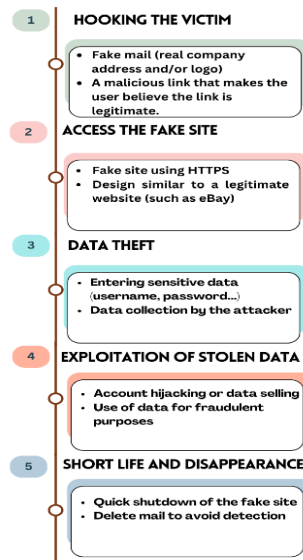 1
HOOKING THE VICTIM
• Fake mail (real company
address and/or logo)
• A malicious link that makes the
user believe the link is
legitimate.
2
ACCESS THE FAKE SITE
• Fake site using HTTPS
• Design similar to a legitimate
website (such as eBay)
3
DATA THEFT
• Entering sensitive data
(username, password...)
• Data collection by the attacker
4
EXPLOITATION OF STOLEN DATA
• Account hijacking or data selling
• Use of data for fraudulent
purposes
5
SHORT LIFE AND DISAPPEARANCE
• Quick shutdown of the fake site
• Delete mail to avoid detection